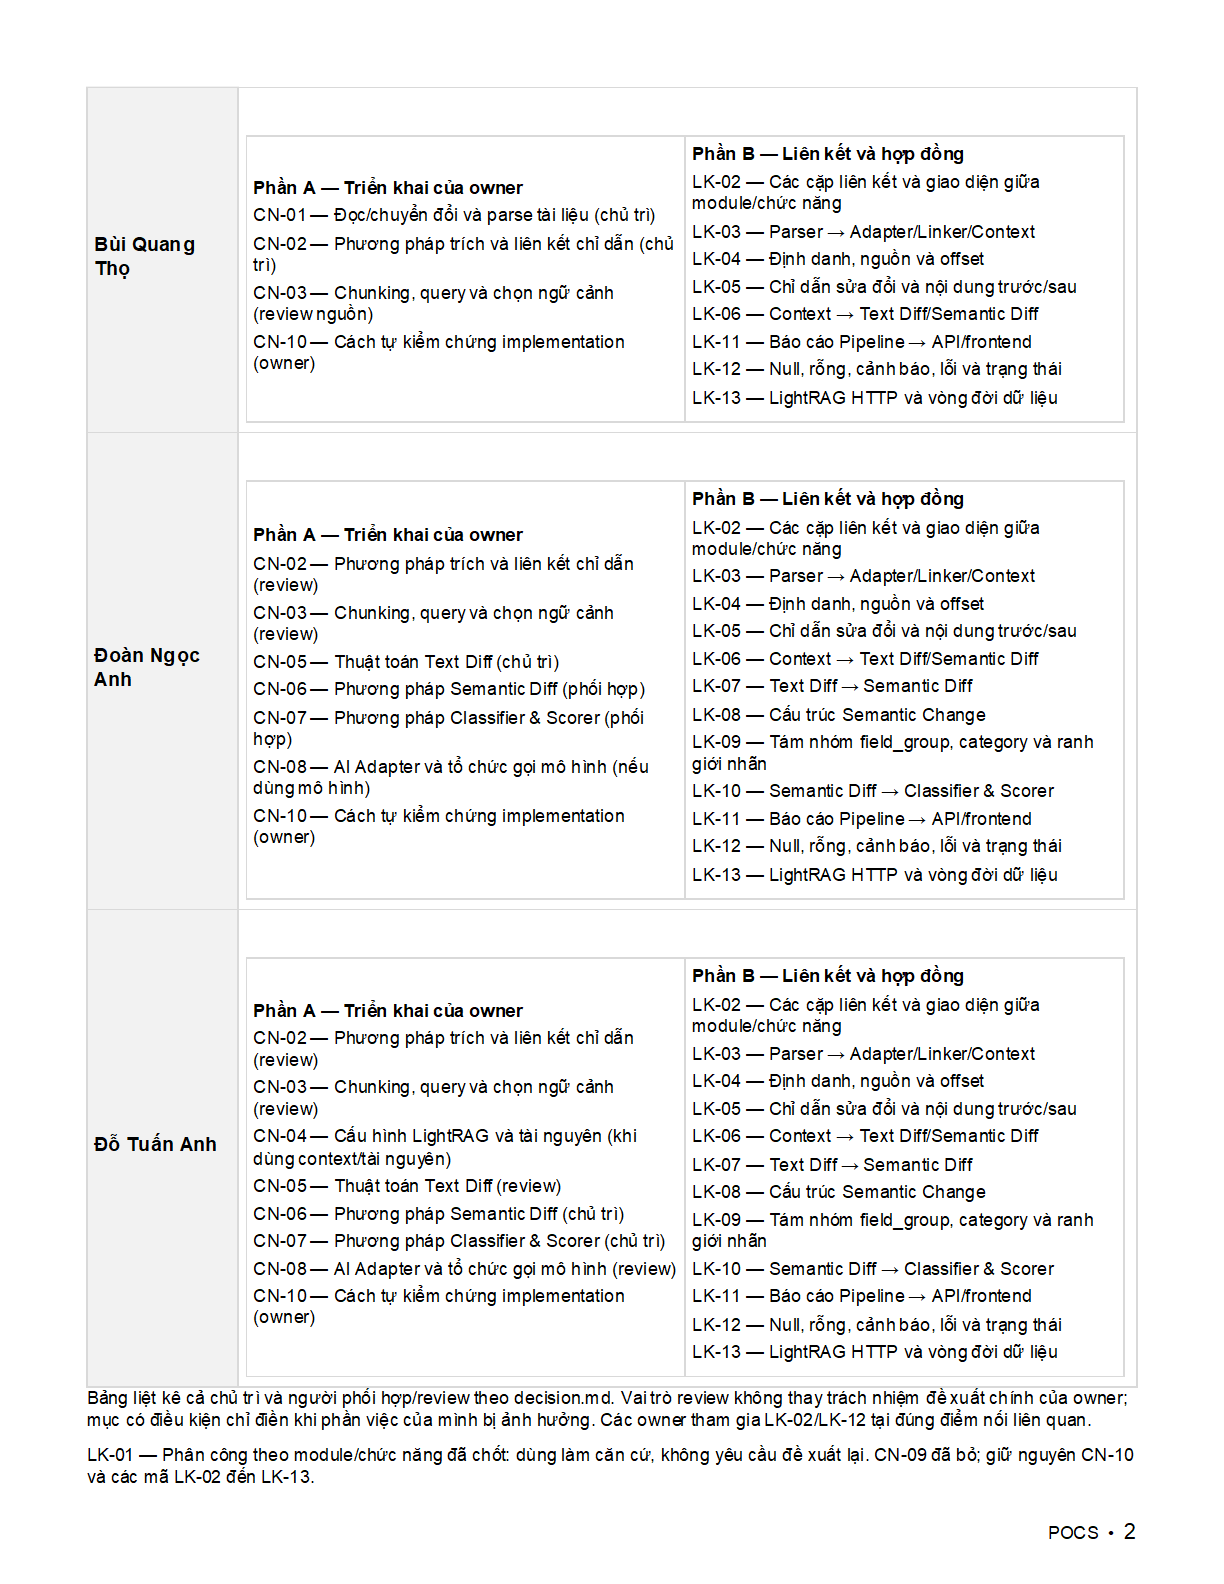 Bùi Quang
Thọ
Phần A — Triển khai của owner
CN-01 — Đọc/chuyển đổi và parse tài liệu (chủ trì)
CN-02 — Phương pháp trích và liên kết chỉ dẫn (chủ
trì)
CN-03 — Chunking, query và chọn ngữ cảnh
(review nguồn)
CN-10 — Cách tự kiểm chứng implementation
(owner)
Phần B — Liên kết và hợp đồng
LK-02 — Các cặp liên kết và giao diện giữa
module/chức năng
LK-03 — Parser → Adapter/Linker/Context
LK-04 — Định danh, nguồn và offset
LK-05 — Chỉ dẫn sửa đổi và nội dung trước/sau
LK-06 — Context → Text Diff/Semantic Diff
LK-11 — Báo cáo Pipeline → API/frontend
LK-12 — Null, rỗng, cảnh báo, lỗi và trạng thái
LK-13 — LightRAG HTTP và vòng đời dữ liệu
Đoàn Ngọc
Anh
Phần A — Triển khai của owner
CN-02 — Phương pháp trích và liên kết chỉ dẫn
(review)
CN-03 — Chunking, query và chọn ngữ cảnh
(review)
CN-05 — Thuật toán Text Diff (chủ trì)
CN-06 — Phương pháp Semantic Diff (phối hợp)
CN-07 — Phương pháp Classifier & Scorer (phối
hợp)
CN-08 — AI Adapter và tổ chức gọi mô hình (nếu
dùng mô hình)
CN-10 — Cách tự kiểm chứng implementation
(owner)
Phần B — Liên kết và hợp đồng
LK-02 — Các cặp liên kết và giao diện giữa
module/chức năng
LK-03 — Parser → Adapter/Linker/Context
LK-04 — Định danh, nguồn và offset
LK-05 — Chỉ dẫn sửa đổi và nội dung trước/sau
LK-06 — Context → Text Diff/Semantic Diff
LK-07 — Text Diff → Semantic Diff
LK-08 — Cấu trúc Semantic Change
LK-09 — Tám nhóm field_group, category và ranh
giới nhãn
LK-10 — Semantic Diff → Classifier & Scorer
LK-11 — Báo cáo Pipeline → API/frontend
LK-12 — Null, rỗng, cảnh báo, lỗi và trạng thái
LK-13 — LightRAG HTTP và vòng đời dữ liệu
Đỗ Tuấn Anh
Phần A — Triển khai của owner
CN-02 — Phương pháp trích và liên kết chỉ dẫn
(review)
CN-03 — Chunking, query và chọn ngữ cảnh
(review)
CN-04 — Cấu hình LightRAG và tài nguyên (khi
dùng context/tài nguyên)
CN-05 — Thuật toán Text Diff (review)
CN-06 — Phương pháp Semantic Diff (chủ trì)
CN-07 — Phương pháp Classifier & Scorer (chủ trì)
CN-08 — AI Adapter và tổ chức gọi mô hình (review)
CN-10 — Cách tự kiểm chứng implementation
(owner)
Phần B — Liên kết và hợp đồng
LK-02 — Các cặp liên kết và giao diện giữa
module/chức năng
LK-03 — Parser → Adapter/Linker/Context
LK-04 — Định danh, nguồn và offset
LK-05 — Chỉ dẫn sửa đổi và nội dung trước/sau
LK-06 — Context → Text Diff/Semantic Diff
LK-07 — Text Diff → Semantic Diff
LK-08 — Cấu trúc Semantic Change
LK-09 — Tám nhóm field_group, category và ranh
giới nhãn
LK-10 — Semantic Diff → Classifier & Scorer
LK-11 — Báo cáo Pipeline → API/frontend
LK-12 — Null, rỗng, cảnh báo, lỗi và trạng thái
LK-13 — LightRAG HTTP và vòng đời dữ liệu
Bảng liệt kê cả chủ trì và người phối hợp/review theo decision.md. Vai trò review không thay trách nhiệm đề xuất chính của owner;
mục có điều kiện chỉ điền khi phần việc của mình bị ảnh hưởng. Các owner tham gia LK-02/LK-12 tại đúng điểm nối liên quan.
LK-01 — Phân công theo module/chức năng đã chốt: dùng làm căn cứ, không yêu cầu đề xuất lại. CN-09 đã bỏ; giữ nguyên CN-10
và các mã LK-02 đến LK-13.
POCS • 2